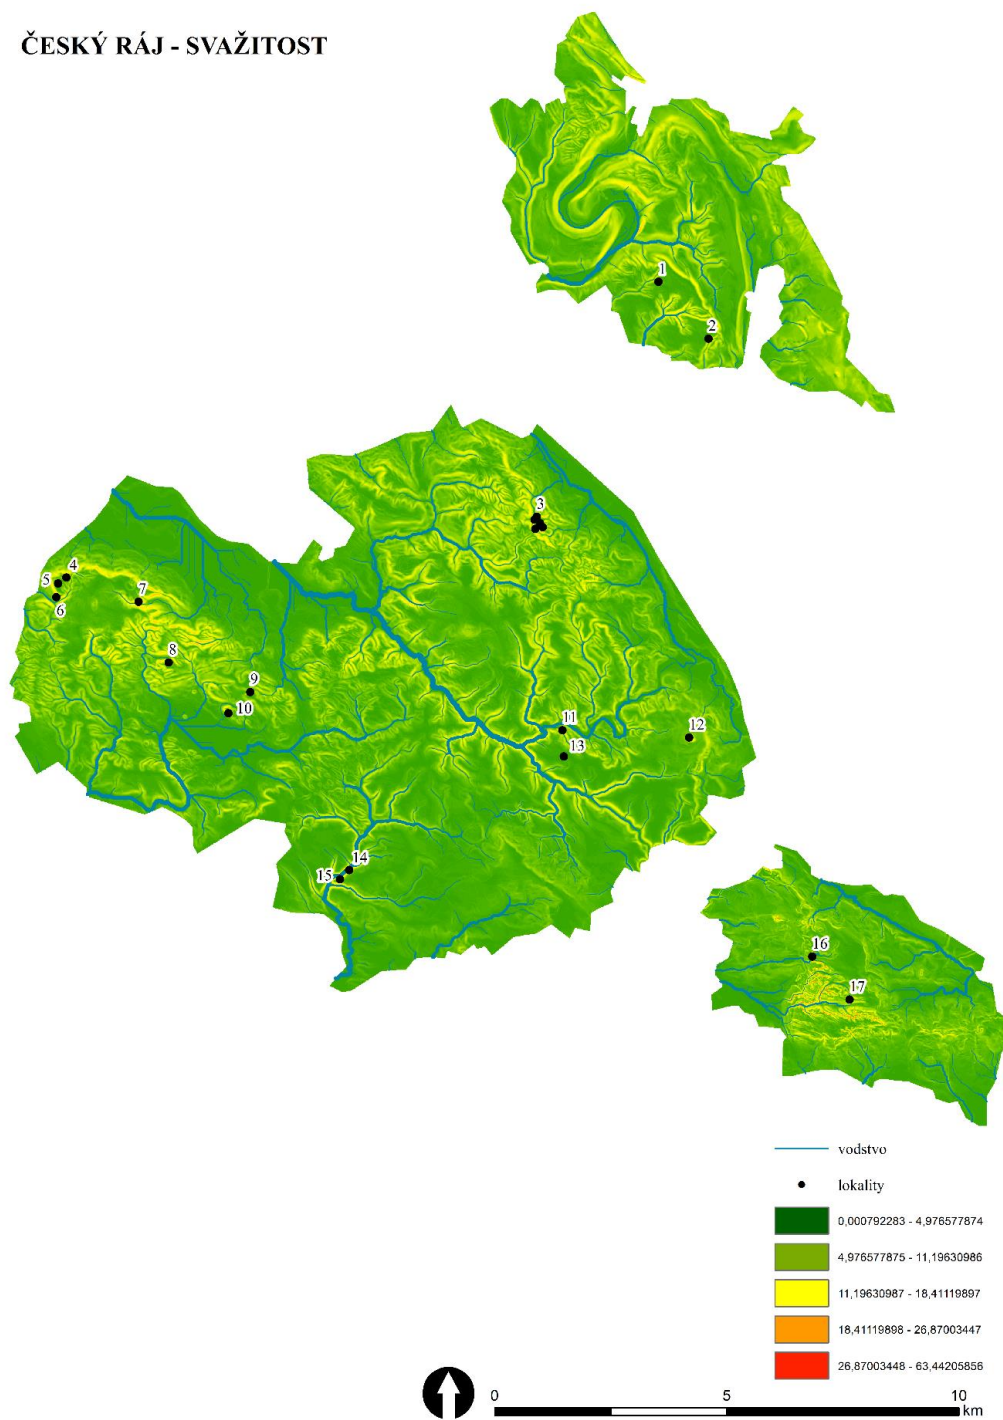 ČESKÝ RÁJ - SVAŽITOST
1
2
3
4
5
6
7
8
9
10
11
12
13
14
15
16
17
vodstvo
lokality
0,000792283 - 4,976577874
4,976577875 - 11,19630986
11,19630987 - 18,41119897
18,41119898 - 26,87003447
26,87003448 - 63,44205856
0 5 10
km